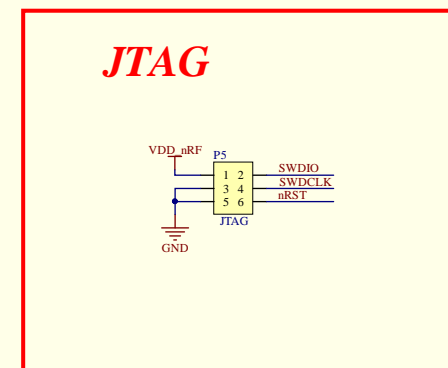 JTAG
VDD_nRF
P5
1 2
SWDIO
3 4
SWDCLK
5 6
nRST
JTAG
GND